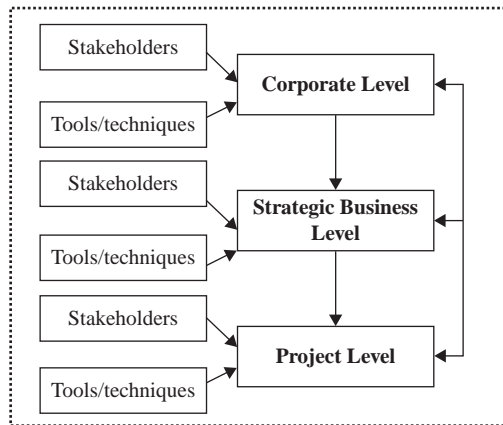 Stakeholders
Corporate Level
Tools/techniques
Stakeholders
Strategic Business
Level
Tools/techniques
Stakeholders
Project Level
Tools/techniques